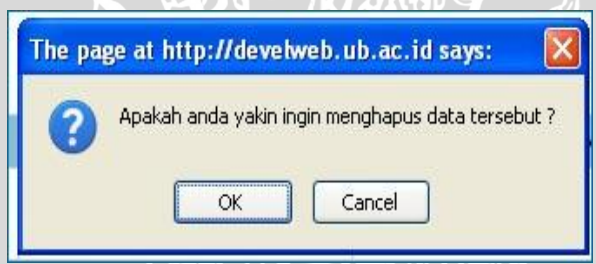 The page at http://develweb.ub.ac.id says:
Apakah anda yakin ingin menghapus data tersebut ?
OK
Cancel